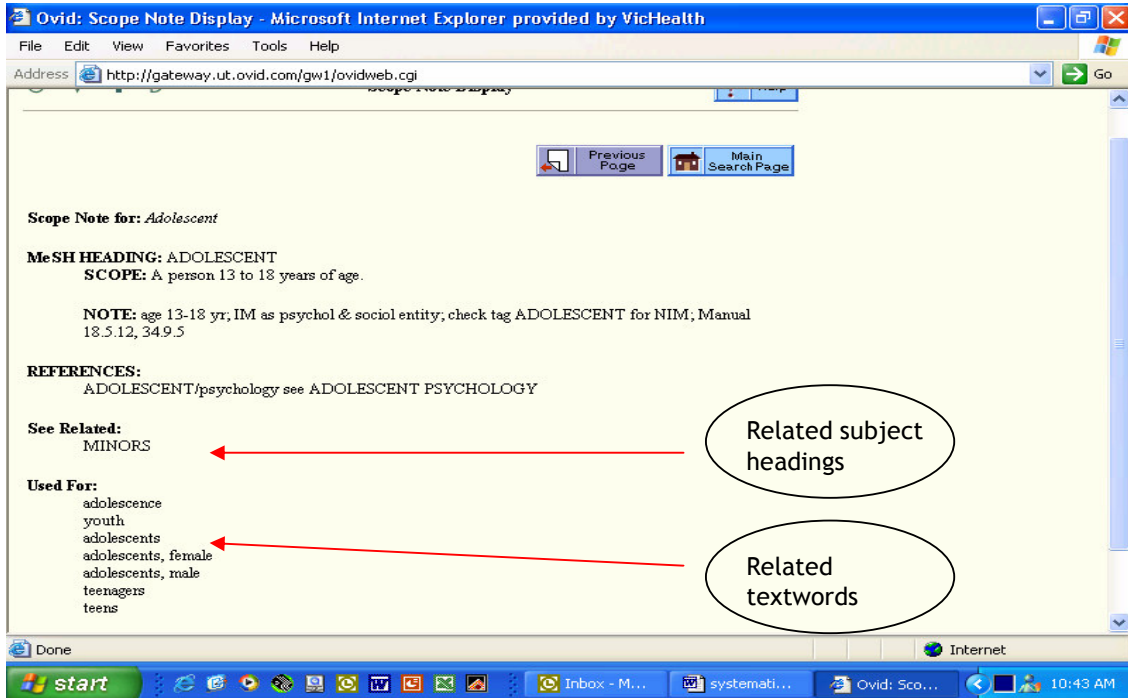 Ovid: Scope Note Display - Microsoft Internet Explorer provided by VicHealth
File Edit View Favorites Tools Help
Address http://gateway.ut.ovid.com/gw1/ovidweb.cgi Go
Scope Note Display Help
Previous Page
Main Search Page
Scope Note for: Adolescent
MeSH HEADING: ADOLESCENT
SCOPE: A person 13 to 18 years of age.
NOTE: age 13-18 yr; IM as psychol & sociol entity; check tag ADOLESCENT for NIM; Manual
18.5.12, 34.9.5
REFERENCES:
ADOLESCENT/psychology see ADOLESCENT PSYCHOLOGY
See Related:
MINORS
Related subject
headings
Used For:
adolescence
youth
adolescents
adolescents, female
adolescents, male
teenagers
teens
Related
textwords
Done Internet
start Inbox - M... systemati... Ovid: Sco... 10:43 AM